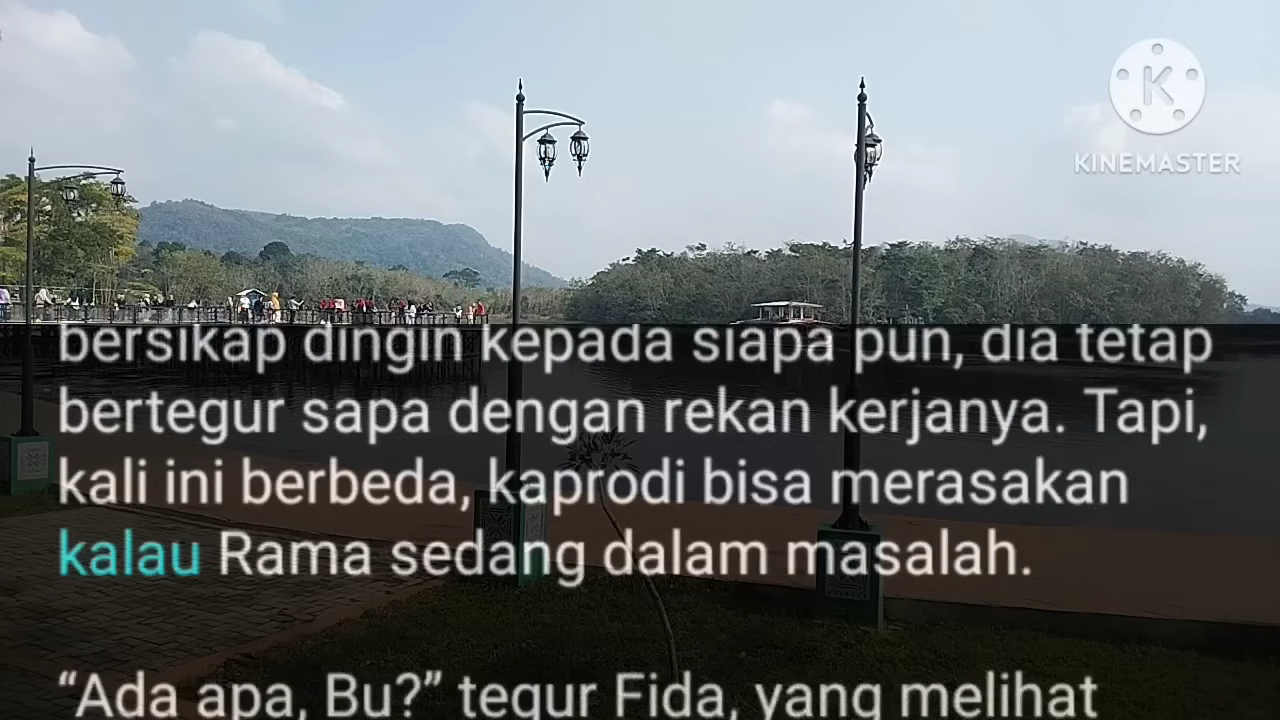 KINEMASTER
bersikap dingin kepada siapa pun, dia tetap
bertegur sapa dengan rekan kerjanya. Tapi,
kali ini berbeda, kaprodi bisa merasakan
kalau Rama sedang dalam masalah.
“Ada apa, Bu?” tegur Fida, yang melihat